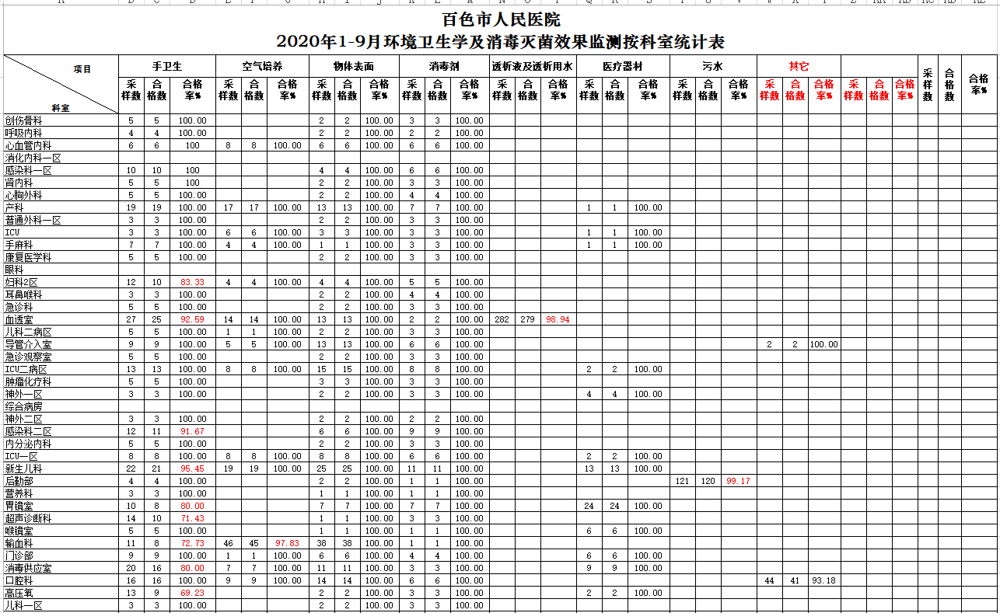 百色市人民医院
2020年1-9月环境卫生学及消毒灭菌效果监测按科室统计表
项目 手卫生 空气培养 物体表面 消毒剂 透析液及透析用水 医疗器材 污水 其它
科室 采样数 合格数 合格率% 采样数 合格数 合格率% 采样数 合格数 合格率% 采样数 合格数 合格率% 采样数 合格数 合格率% 采样数 合格数 合格率% 采样数 合格数 合格率% 采样数 合格数 合格率% 采样数 合格数 合格率% 采样数 合格数 合格率%
创伤骨科 5 5 100.00 2 2 100.00 3 3 100.00
呼吸内科 4 4 100.00 2 2 100.00 2 2 100.00
心血管内科 6 6 100 8 8 100.00 6 6 100.00 6 6 100.00
消化内科一区
感染科一区 10 10 100 4 4 100.00 6 6 100.00
肾内科 5 5 100 2 2 100.00 3 3 100.00
心胸外科 5 5 100.00 2 2 100.00 4 4 100.00
产科 19 19 100.00 17 17 100.00 13 13 100.00 7 7 100.00 1 1 100.00
普通外科一区 3 3 100.00 2 2 100.00 3 3 100.00
ICU 3 3 100.00 6 6 100.00 3 3 100.00 3 3 100.00 1 1 100.00
手麻科 7 7 100.00 4 4 100.00 1 1 100.00 3 3 100.00 1 1 100.00
康复医学科 5 5 100.00 2 2 100.00 3 3 100.00
眼科
妇科2区 12 10 83.33 4 4 100.00 4 4 100.00 5 5 100.00
耳鼻喉科 3 3 100.00 2 2 100.00 4 4 100.00
急诊科 5 5 100.00 2 2 100.00 3 3 100.00
血透室 27 25 92.59 14 14 100.00 13 13 100.00 2 2 100.00 282 279 98.94
儿科二病区 5 5 100.00 1 1 100.00 2 2 100.00 3 3 100.00
导管介入室 9 9 100.00 5 5 100.00 13 13 100.00 6 6 100.00 2 2 100.00
急诊观察室 5 5 100.00 2 2 100.00 3 3 100.00
ICU二病区 13 13 100.00 8 8 100.00 15 15 100.00 8 8 100.00 2 2 100.00
肿瘤化疗科 5 5 100.00 3 3 100.00 3 3 100.00
神外一区 3 3 100.00 2 2 100.00 3 3 100.00 4 4 100.00
综合病房
神外二区 3 3 100.00 2 2 100.00 2 2 100.00
感染科二区 12 11 91.67 6 6 100.00 9 9 100.00
内分泌内科 5 5 100.00 2 2 100.00 3 3 100.00
ICU一区 8 8 100.00 8 8 100.00 8 8 100.00 6 6 100.00 2 2 100.00
新生儿科 22 21 95.45 19 19 100.00 25 25 100.00 11 11 100.00 13 13 100.00
后勤部 4 4 100.00 2 2 100.00 1 1 100.00 121 120 99.17
营养科 3 3 100.00 1 1 100.00 1 1 100.00
胃镜室 10 8 80.00 7 7 100.00 7 7 100.00 24 24 100.00
超声诊断科 14 10 71.43 1 1 100.00 3 3 100.00
喉镜室 5 5 100.00 1 1 100.00 1 1 100.00 6 6 100.00
输血科 11 8 72.73 46 45 97.83 38 38 100.00 1 1 100.00
门诊部 9 9 100.00 1 1 100.00 6 6 100.00 4 4 100.00 6 6 100.00
消毒供应室 20 16 80.00 7 7 100.00 11 11 100.00 3 3 100.00 9 9 100.00
口腔科 16 16 100.00 9 9 100.00 14 14 100.00 6 6 100.00 44 41 93.18
高压氧 13 9 69.23 2 2 100.00 3 3 100.00 2 2 100.00
儿科一区 3 3 100.00 2 2 100.00 3 3 100.00